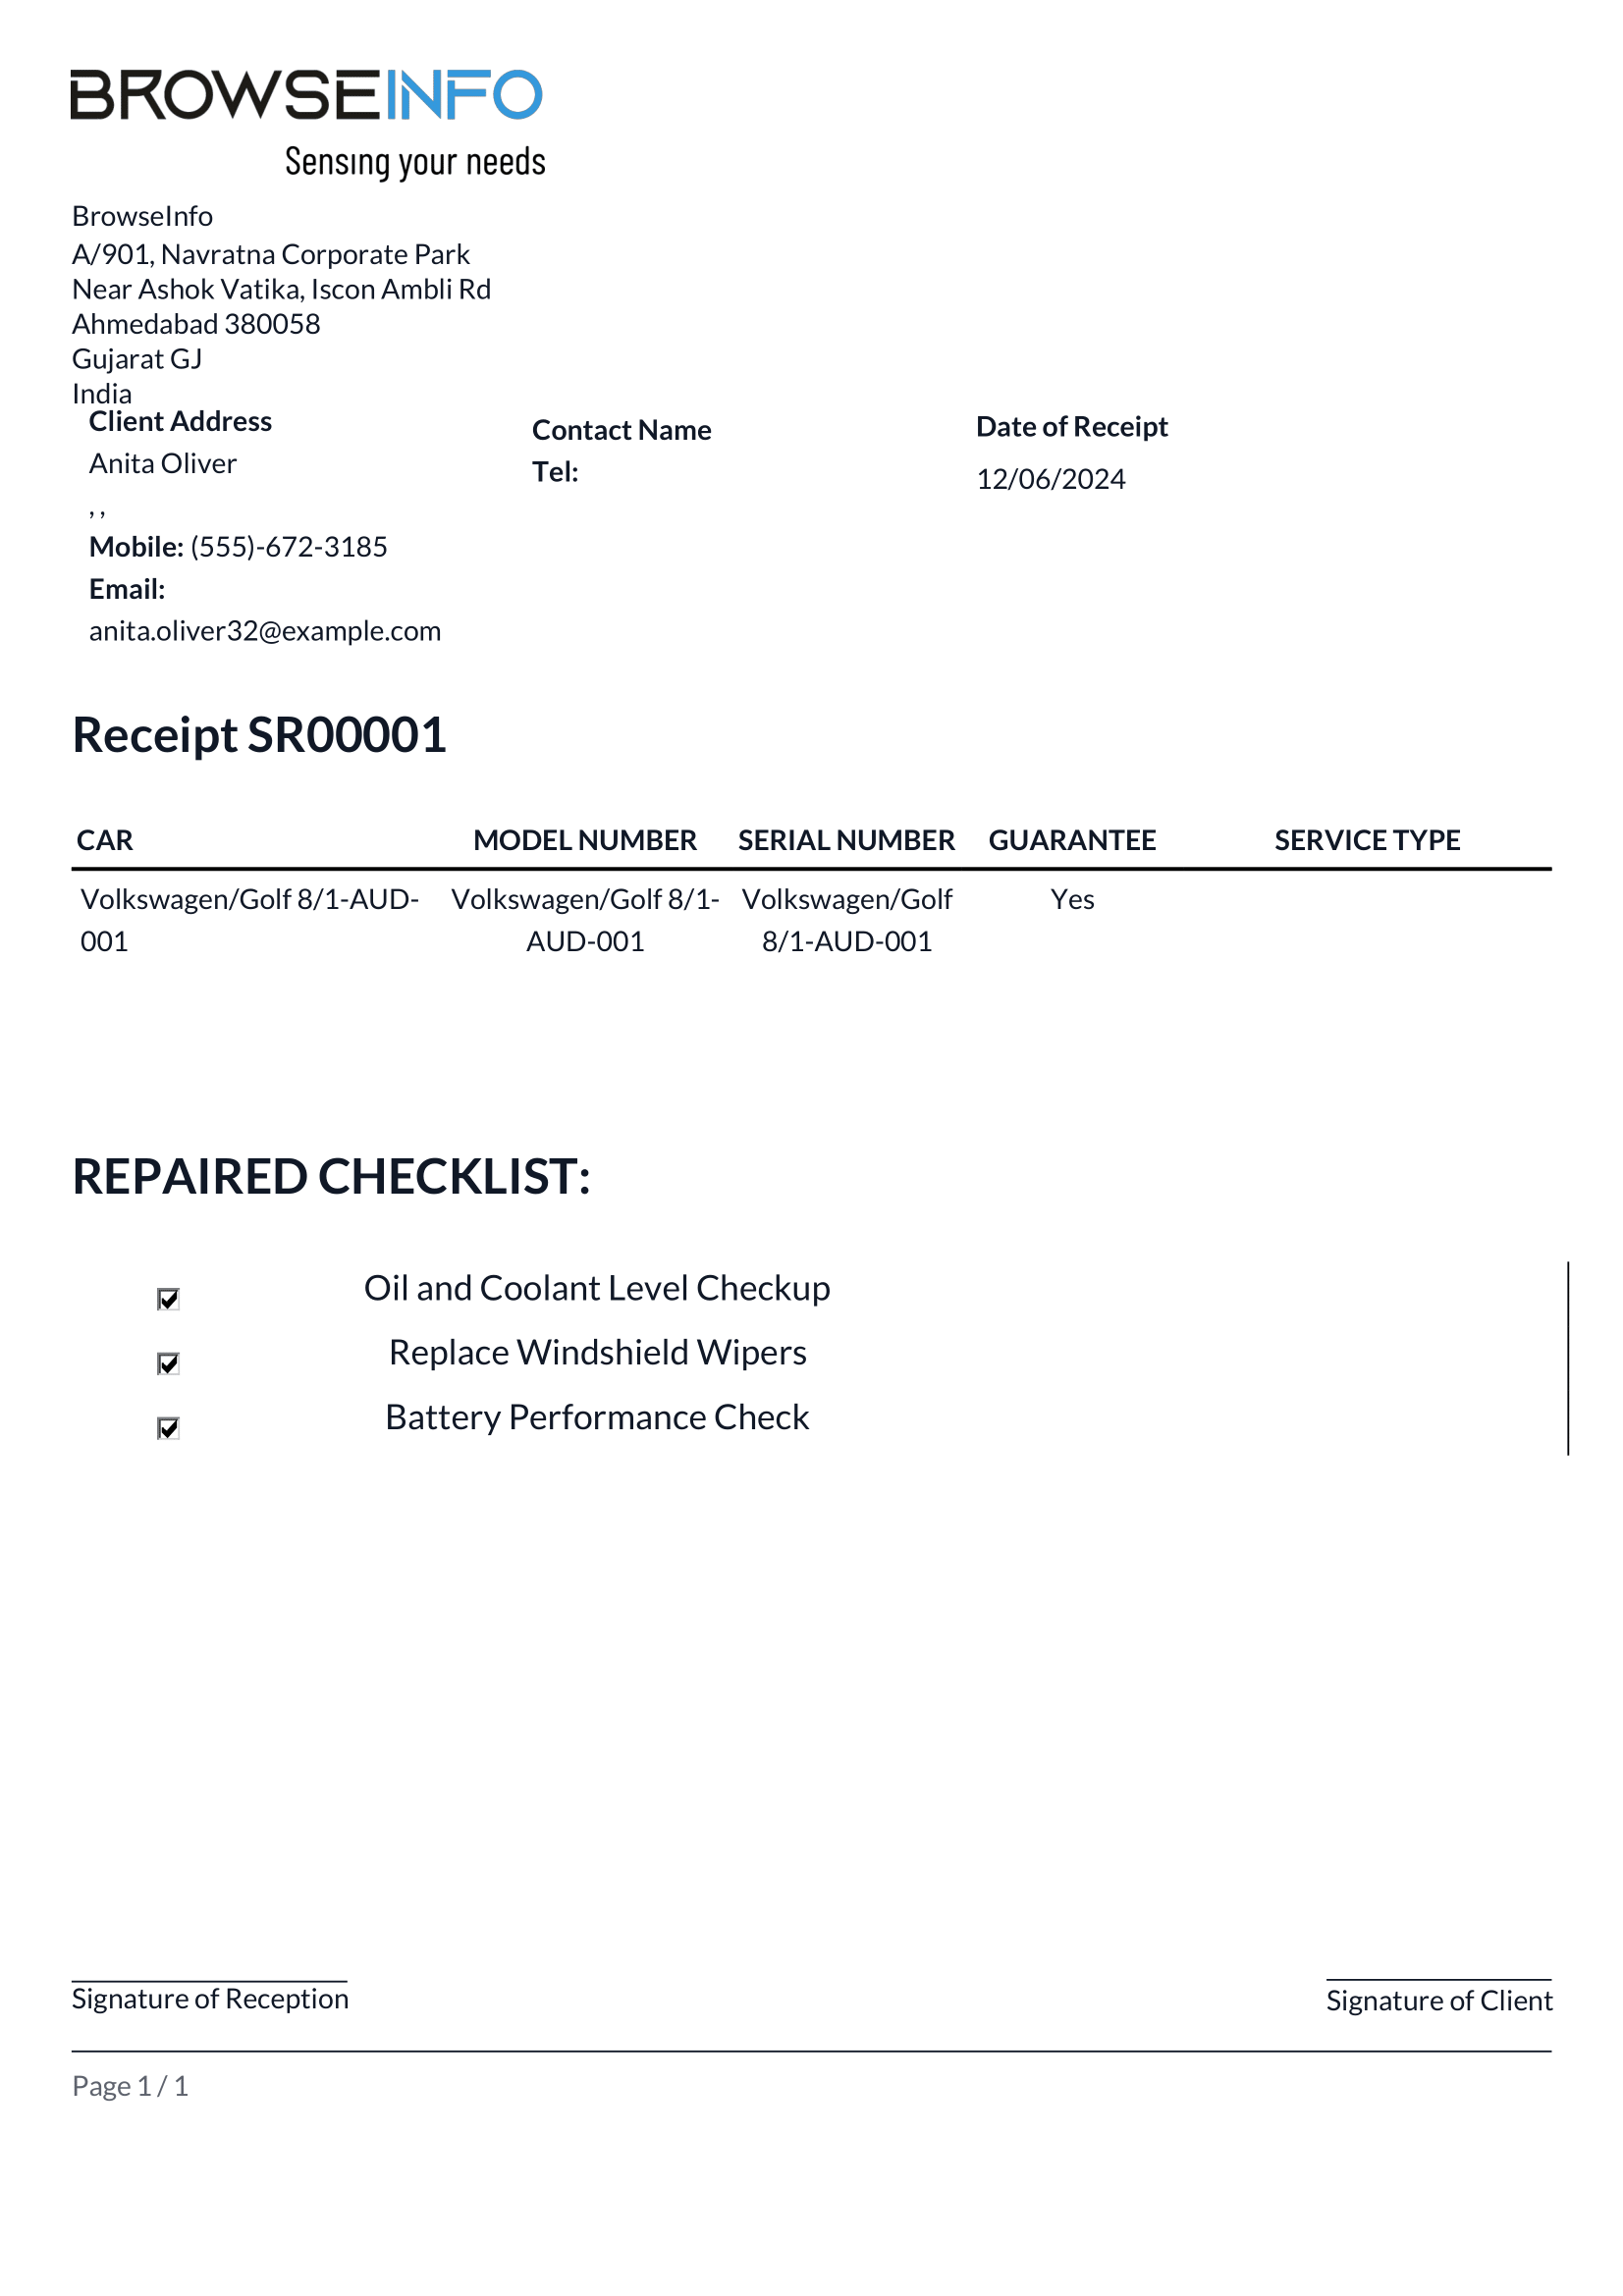 BROWSEINFO
Sensing your needs
BrowseInfo
A/901, Navratna Corporate Park
Near Ashok Vatika, Iscon Ambli Rd
Ahmedabad 380058
Gujarat GJ
India
Client Address
Anita Oliver
, ,
Mobile: (555)-672-3185
Email:
anita.oliver32@example.com
Contact Name
Tel:
Date of Receipt
12/06/2024
Receipt SR00001
CAR MODEL NUMBER SERIAL NUMBER GUARANTEE SERVICE TYPE
Volkswagen/Golf 8/1-AUD- Volkswagen/Golf 8/1- Volkswagen/Golf Yes
001 AUD-001 8/1-AUD-001
REPAIRED CHECKLIST:
Oil and Coolant Level Checkup
Replace Windshield Wipers
Battery Performance Check
Signature of Reception Signature of Client
Page 1 / 1